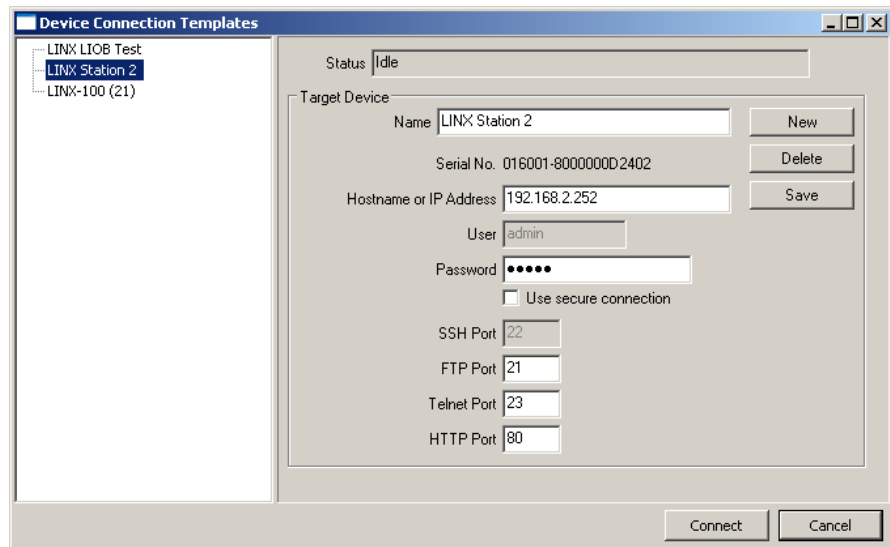 Device Connection Templates
LINX LIOB Test
LINX Station 2
LINX-100 (21)
Status Idle
Target Device
Name LINX Station 2 New
Serial No. 016001-8000000D2402 Delete
Hostname or IP Address 192.168.2.252 Save
User admin
Password •••••
Use secure connection
SSH Port 22
FTP Port 21
Telnet Port 23
HTTP Port 80
Connect Cancel